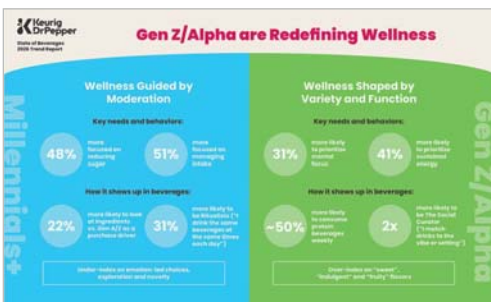 Keurig
DrPepper
State of Beverages
2026 Trend Report
Gen Z/Alpha are Redefining Wellness
Millennials+
Wellness Guided by
Moderation
Key needs and behaviors:
48%
more
focused on
reducing
sugar
51%
more
focused on
managing
intake
How it shows up in beverages:
22%
more likely to look
at ingredients
vs. Gen A/Z as a
purchase driver
31%
more likely to
be Ritualists ("I
drink the same
beverages at
the same times
each day")
Under-index on emotion-led choices,
exploration and novelty
Wellness Shaped by
Variety and Function
Key needs and behaviors:
31%
more likely
to prioritize
mental
focus
41%
more likely
to prioritize
sustained
energy
How it shows up in beverages:
~50%
more likely
to consume
protein
beverages
weekly
2x
more likely to
be The Social
Curator
("I match
drinks to the
vibe or setting")
Over-index on "sweet",
"indulgent" and "fruity" flavors
Gen Z/Alpha